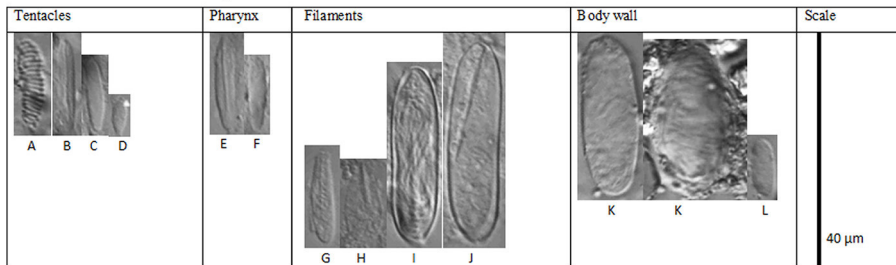 Tentacles Pharynx Filaments Body wall Scale
A B C D E F K K L
40 µm
G H I J